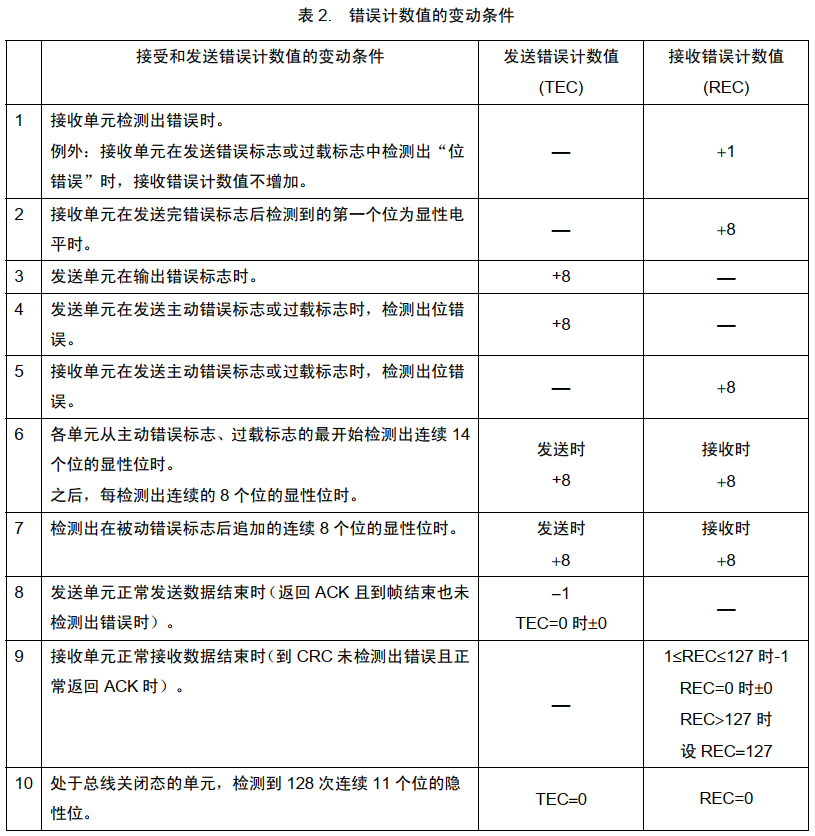 表 2. 错误计数值的变动条件
接受和发送错误计数值的变动条件
发送错误计数值
(TEC)
接收错误计数值
(REC)
1
接收单元检测出错误时。
例外：接收单元在发送错误标志或过载标志中检测出“位
错误”时，接收错误计数值不增加。
—
+1
2
接收单元在发送完错误标志后检测到的第一个位为显性电
平时。
—
+8
3
发送单元在输出错误标志时。
+8
—
4
发送单元在发送主动错误标志或过载标志时，检测出位错
误。
+8
—
5
接收单元在发送主动错误标志或过载标志时，检测出位错
误。
—
+8
6
各单元从主动错误标志、过载标志的最开始检测出连续 14
个位的显性位时。
之后，每检测出连续的 8 个位的显性位时。
发送时
+8
接收时
+8
7
检测出在被动错误标志后追加的连续 8 个位的显性位时。
发送时
+8
接收时
+8
8
发送单元正常发送数据结束时（返回 ACK 且到帧结束也未
检测出错误时）。
–1
TEC=0 时±0
—
9
接收单元正常接收数据结束时（到 CRC 未检测出错误且正
常返回 ACK 时）。
—
1≤REC≤127 时-1
REC=0 时±0
REC>127 时
设 REC=127
10
处于总线关闭态的单元，检测到 128 次连续 11 个位的隐
性位。
TEC=0
REC=0